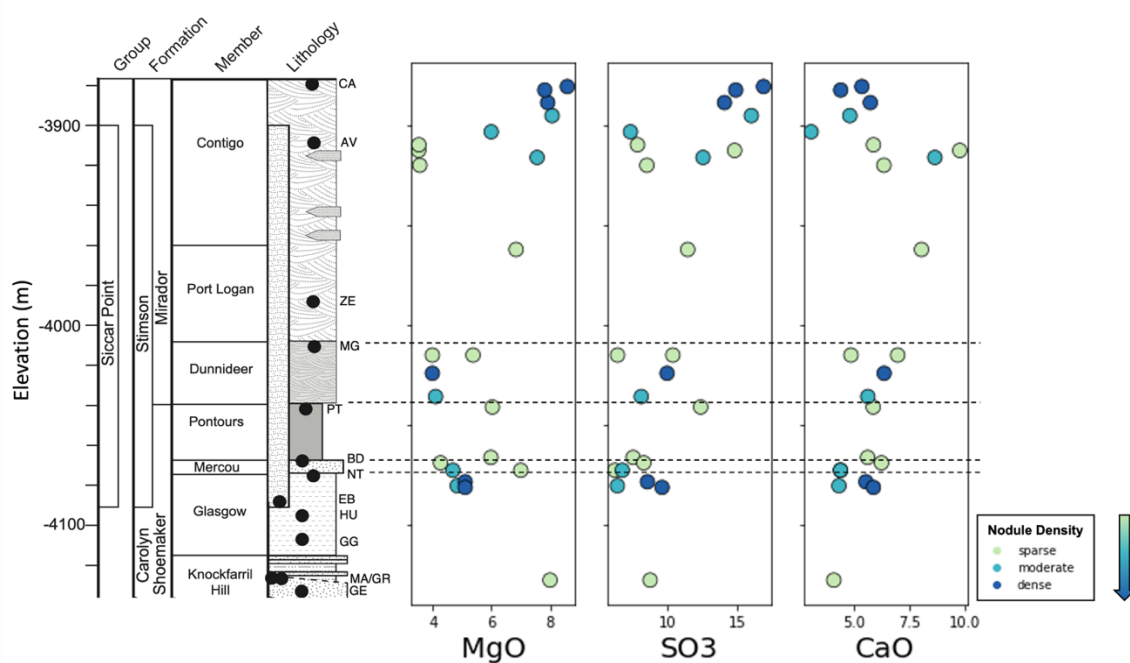 Group
Formation
Member
Lithology
Elevation (m)
-3900
-4000
-4100
Siccar Point
Stimson
Mirador
Carolyn
Shoemaker
Contigo
Port Logan
Dunnideer
Pontours
Mercou
Glasgow
Knockfarril
Hill
CA
AV
ZE
MG
PT
BD
NT
EB
HU
GG
MA/GR
GE
4 6 8
MgO
10 15
SO3
5.0 7.5 10.0
CaO
Nodule Density
sparse
moderate
dense